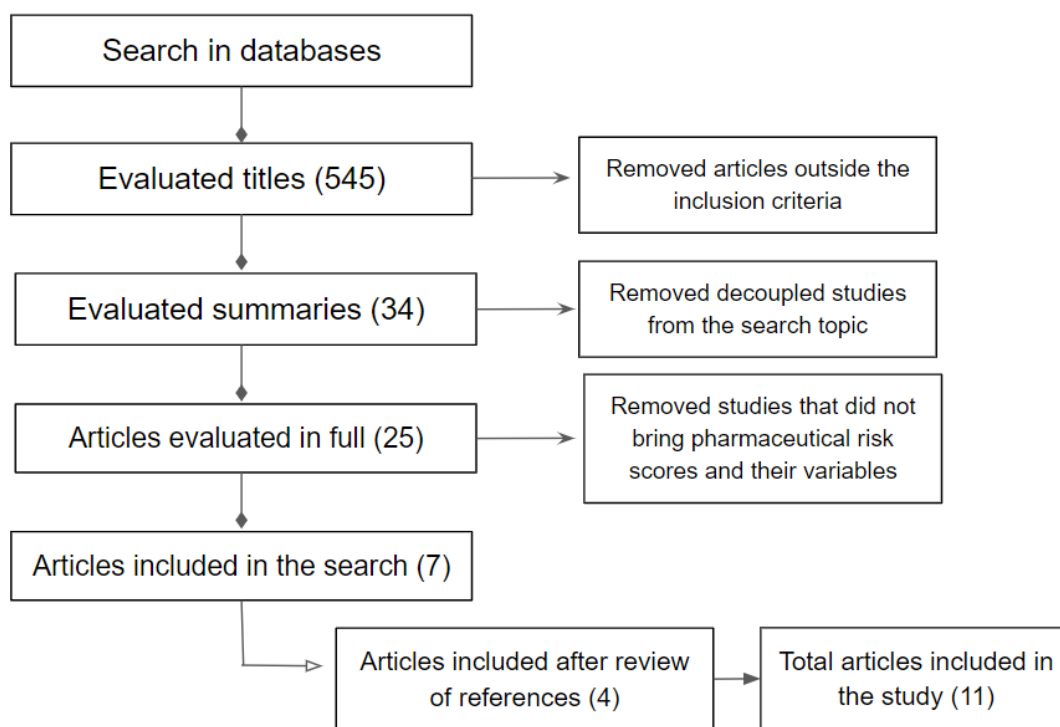 Search in databases
Evaluated titles (545)
Removed articles outside the
inclusion criteria
Evaluated summaries (34)
Removed decoupled studies
from the search topic
Articles evaluated in full (25)
Removed studies that did not
bring pharmaceutical risk
scores and their variables
Articles included in the search (7)
Articles included after review
of references (4)
Total articles included in
the study (11)